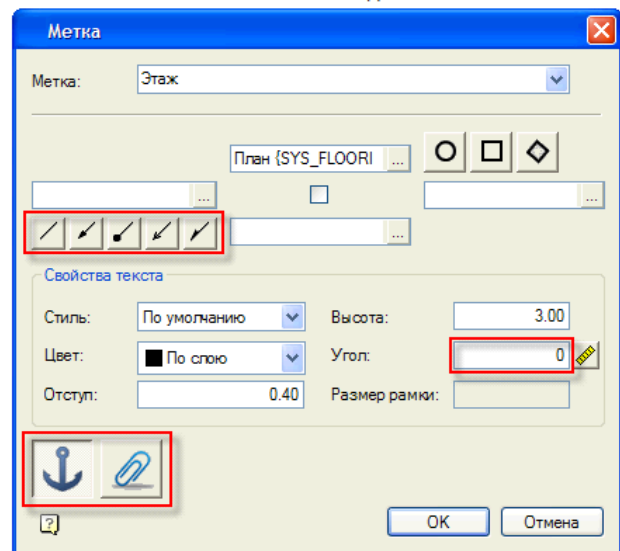 Метка
Метка: Этаж
План {SYS_FLOORI ...
... ...
...
Свойства текста
Стиль: По умолчанию Высота: 3.00
Цвет: По слою Угол: 0
Отступ: 0.40 Размер рамки:
? OK Отмена